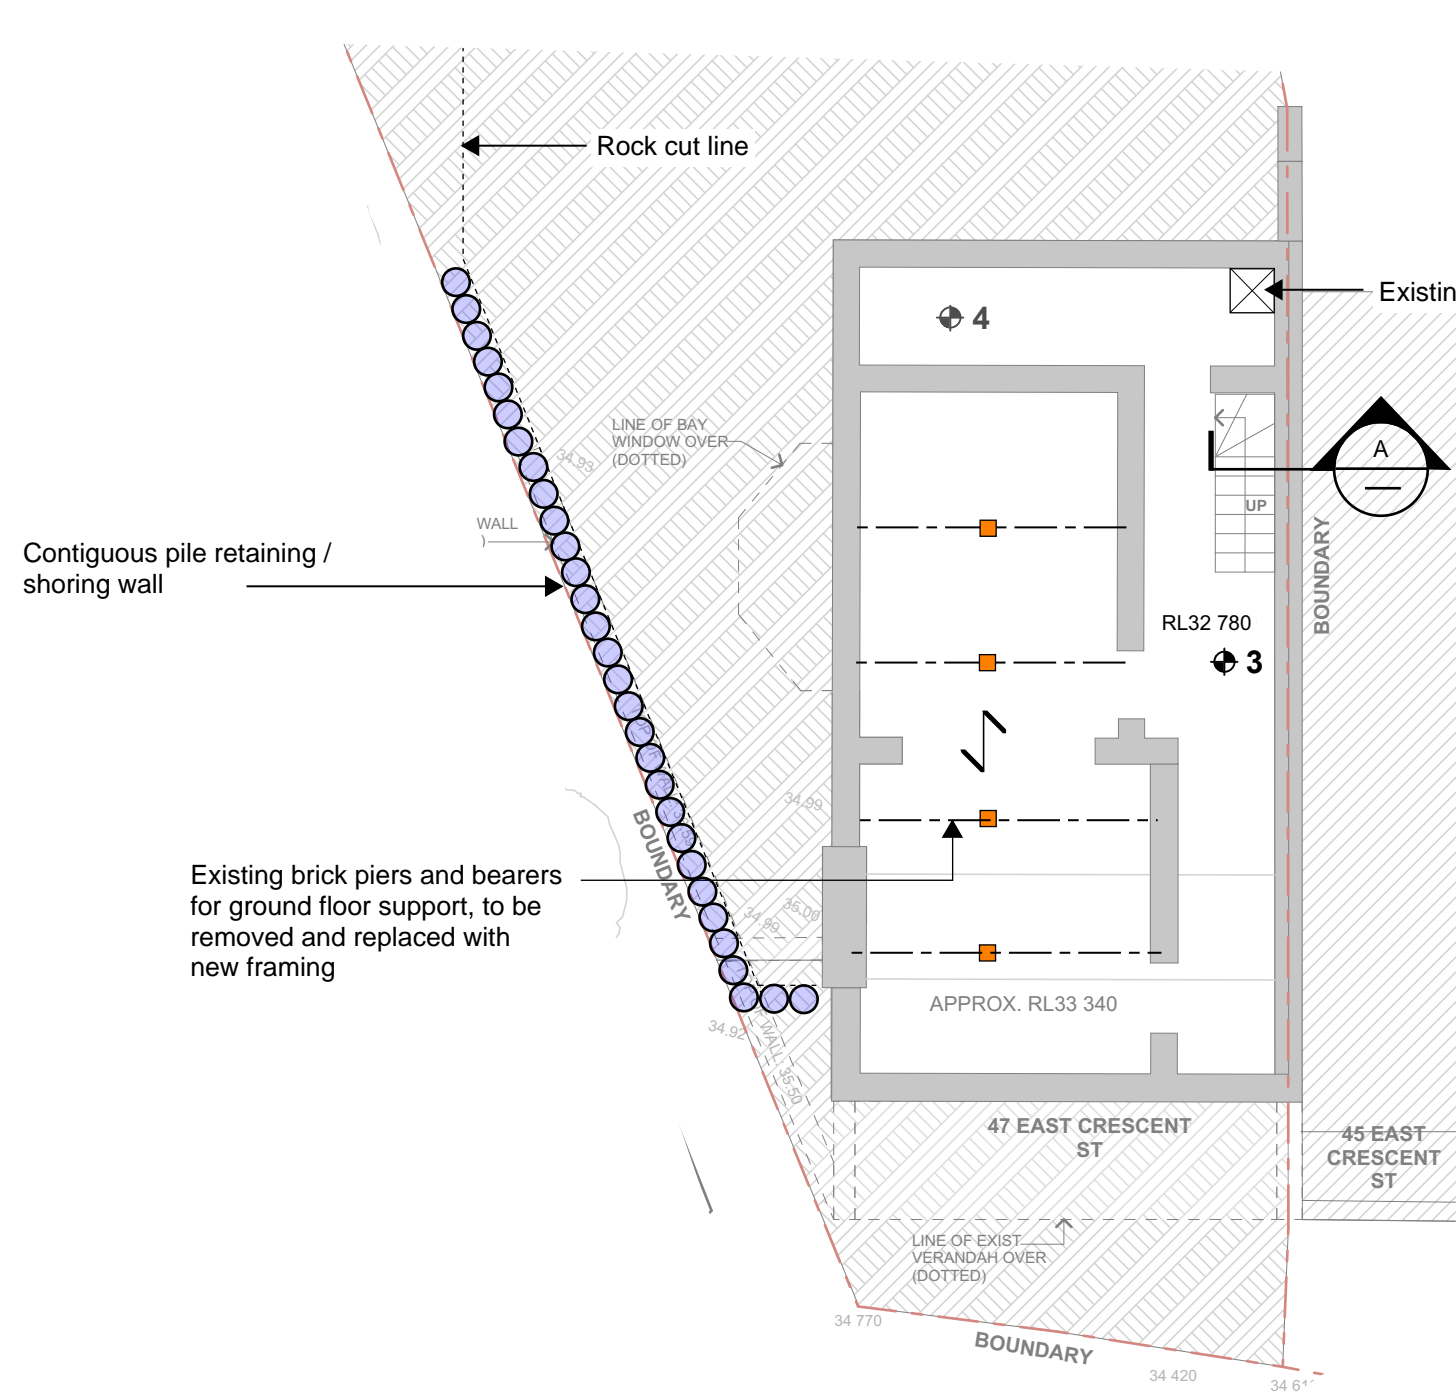 Rock cut line
Existin
4
LINE OF BAY
WINDOW OVER
(DOTTED)
34.93
A
UP
WALL
)
Contiguous pile retaining /
shoring wall
BOUNDARY
RL32 780
3
34.99
BOUNDARY
Existing brick piers and bearers
for ground floor support, to be
removed and replaced with
new framing
35.00
34.99
APPROX. RL33 340
34.92
WALL 35.50
47 EAST CRESCENT
ST
45 EAST
CRESCENT
ST
LINE OF EXIST
VERANDAH OVER
(DOTTED)
34 770
BOUNDARY
34 420
34 61